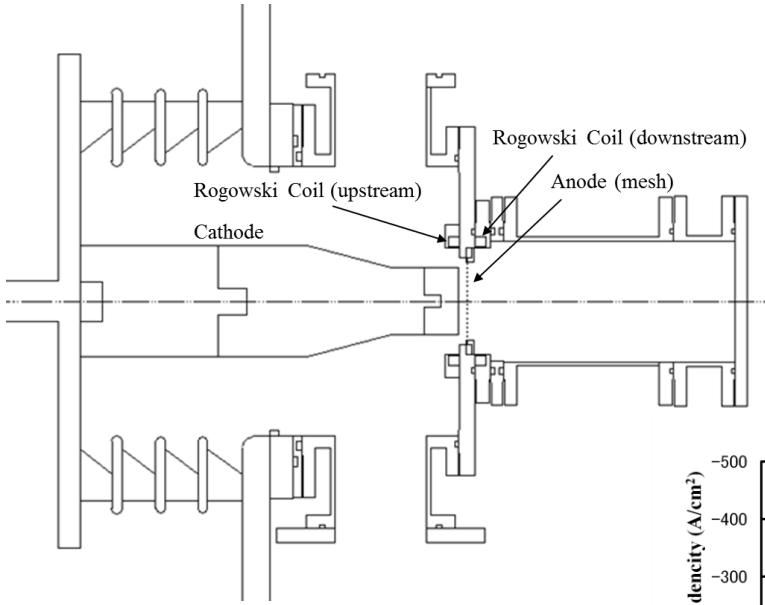 Rogowski Coil (downstream)
Anode (mesh)
Rogowski Coil (upstream)
Cathode
-500
-400
-300
dencity (A/cm²)